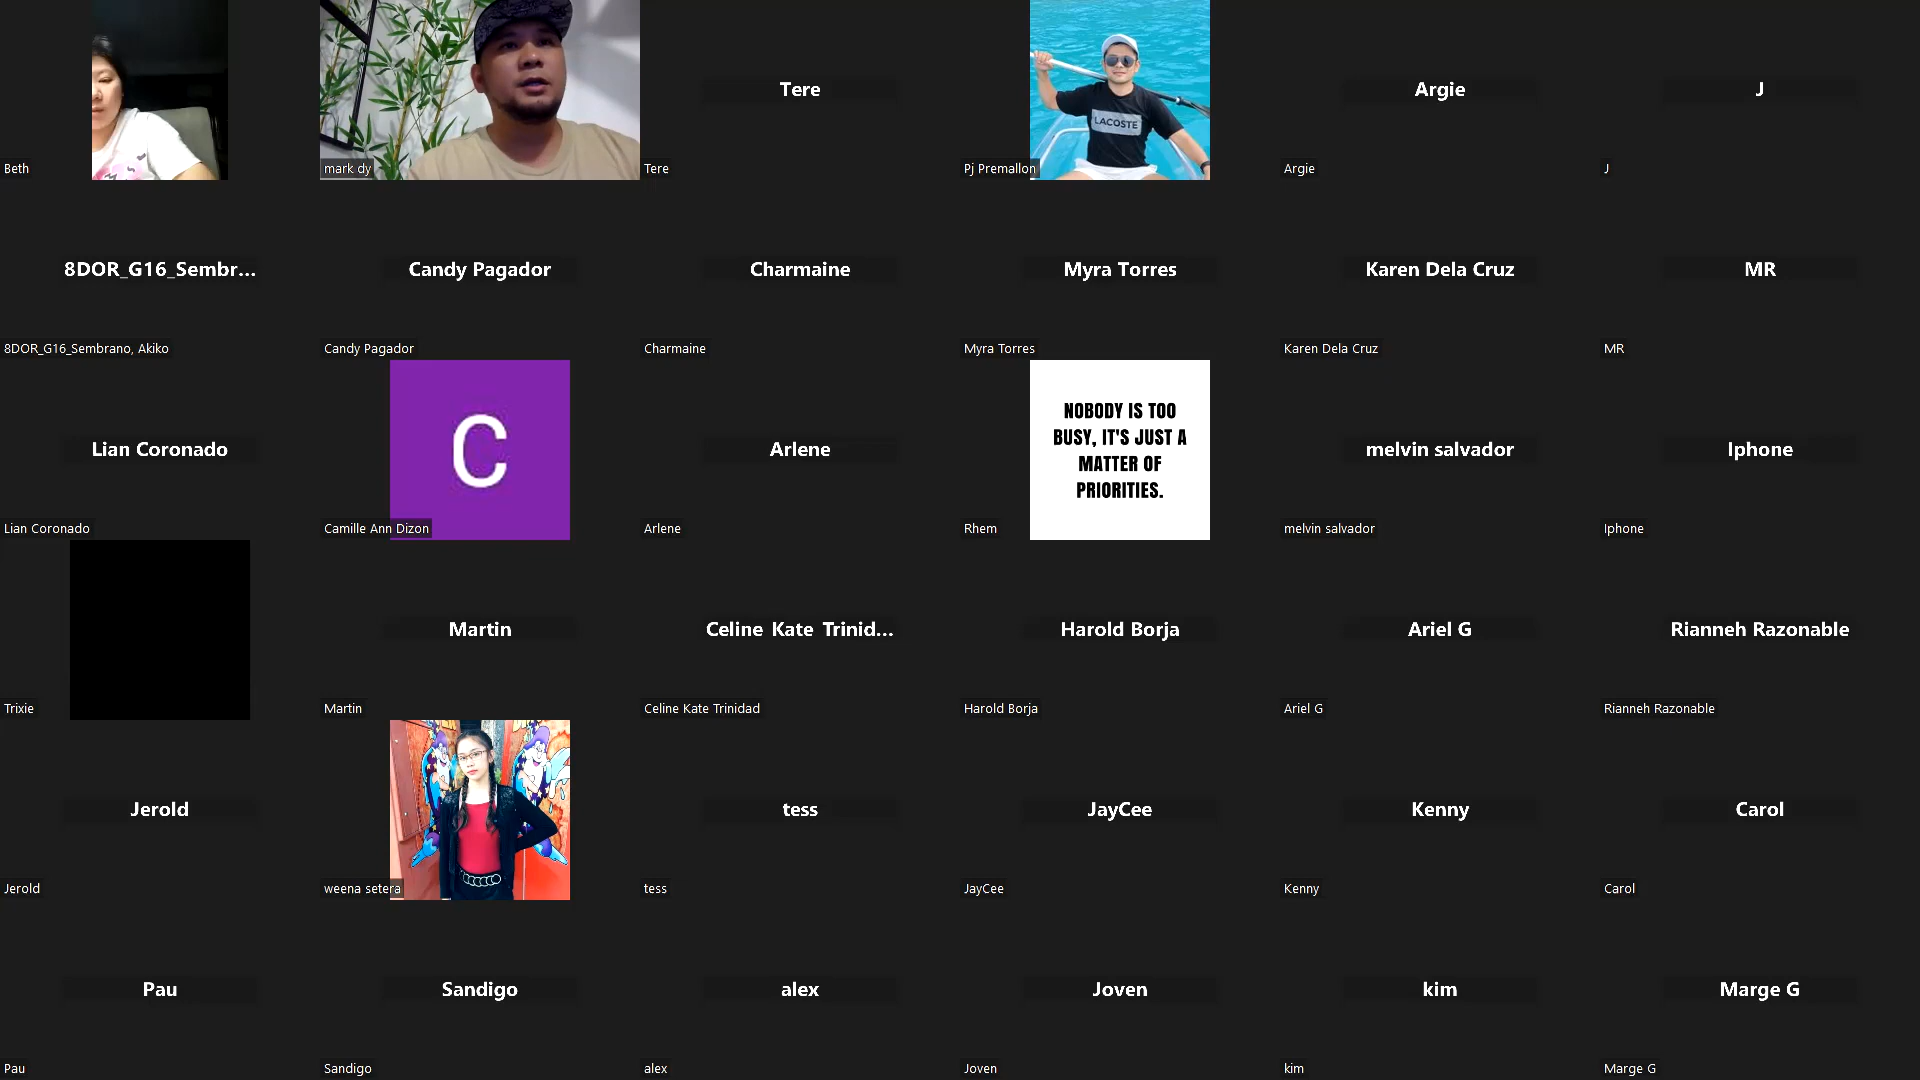 Tere
LACOSTE
Argie
J
Beth
mark dy
Tere
Pj Premallon
Argie
J
8DOR_G16_Sembr...
Candy Pagador
Charmaine
Myra Torres
Karen Dela Cruz
MR
8DOR_G16_Sembrano, Akiko
Candy Pagador
Charmaine
Myra Torres
Karen Dela Cruz
MR
Lian Coronado
C
Arlene
NOBODY IS TOO
BUSY, IT'S JUST A
MATTER OF
PRIORITIES.
melvin salvador
Iphone
Lian Coronado
Camille Ann Dizon
Arlene
Rhem
melvin salvador
Iphone
Martin
Celine Kate Trinid...
Harold Borja
Ariel G
Rianneh Razonable
Trixie
Martin
Celine Kate Trinidad
Harold Borja
Ariel G
Rianneh Razonable
Jerold
tess
JayCee
Kenny
Carol
Jerold
weena setera
tess
JayCee
Kenny
Carol
Pau
Sandigo
alex
Joven
kim
Marge G
Pau
Sandigo
alex
Joven
kim
Marge G